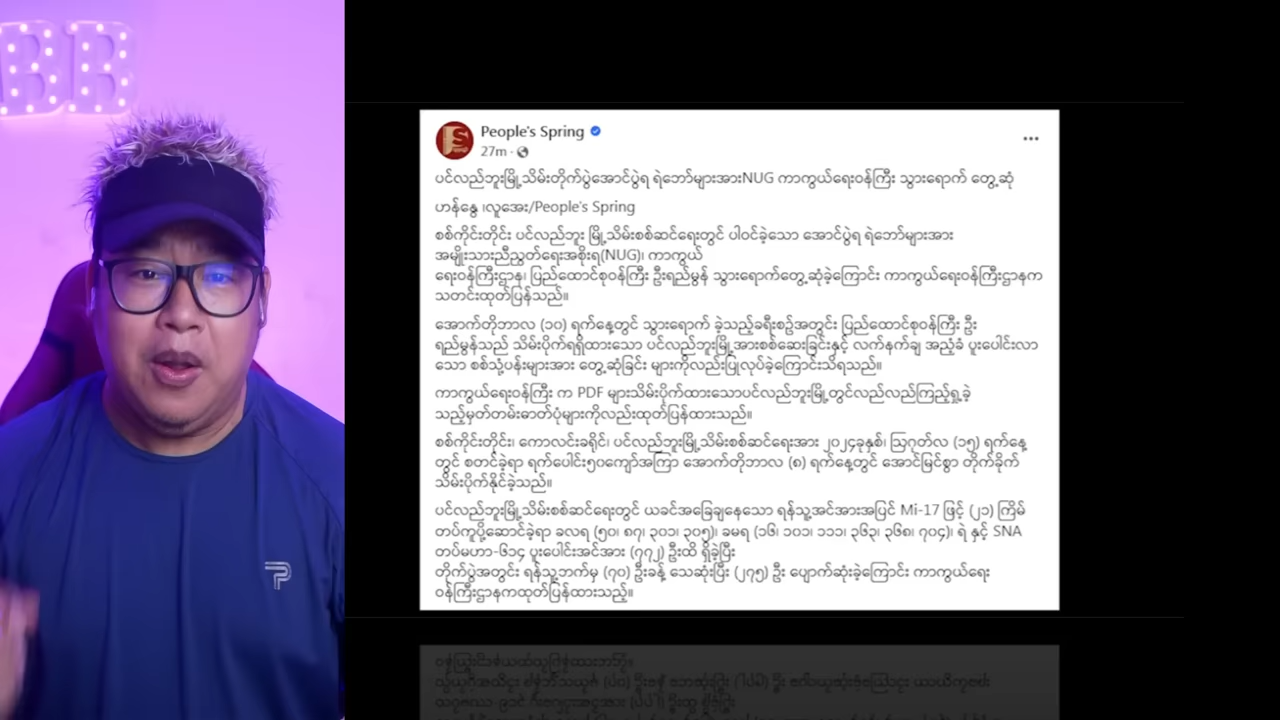 BB
People's Spring
27m
ပင်လည်ဘူးမြို့သိမ်းတိုက်ပွဲအောင်ပွဲရ ရဲဘော်များအားNUG ကာကွယ်ရေးဝန်ကြီး သွားရောက် တွေ့ဆုံ
ဟန်နွေ ၊လူအေး/People's Spring
စစ်ကိုင်းတိုင်း ပင်လည်ဘူး မြို့သိမ်းစစ်ဆင်ရေးတွင် ပါဝင်ခဲ့သော အောင်ပွဲရ ရဲဘော်များအား
အမျိုးသားညီညွတ်ရေးအစိုးရ(NUG)၊ ကာကွယ်
ရေးဝန်ကြီးဌာန၊ ပြည်ထောင်စုဝန်ကြီး ဦးရည်မွန် သွားရောက်တွေ့ဆုံခဲ့ကြောင်း ကာကွယ်ရေးဝန်ကြီးဌာနက
သတင်းထုတ်ပြန်သည်။
အောက်တိုဘာလ (၁၀) ရက်နေ့တွင် သွားရောက် ခဲ့သည့်ခရီးစဥ်အတွင်း ပြည်ထောင်စုဝန်ကြီး ဦး
ရည်မွန်သည် သိမ်းပိုက်ရရှိထားသော ပင်လည်ဘူးမြို့အားစစ်ဆေးခြင်းနှင့် လက်နက်ချ အညံ့ခံ ပူးပေါင်းလာ
သော စစ်သုံ့ပန်းများအား တွေ့ဆုံခြင်း များကိုလည်းပြုလုပ်ခဲ့ကြောင်းသိရသည်။
ကာကွယ်ရေးဝန်ကြီး က PDF များသိမ်းပိုက်ထားသောပင်လည်ဘူးမြို့တွင်လည်လည်ကြည့်ရှု့ခဲ့
သည့်မှတ်တမ်းဓာတ်ပုံများကိုလည်းထုတ်ပြန်ထားသည်။
စစ်ကိုင်းတိုင်း၊ ကောလင်းခရိုင်၊ ပင်လည်ဘူးမြို့သိမ်းစစ်ဆင်ရေးအား ၂၀၂၄ခုနှစ်၊ ဩဂုတ်လ (၁၅) ရက်နေ့
တွင် စတင်ခဲ့ရာ ရက်ပေါင်း၅၀ကျော်အကြာ အောက်တိုဘာလ (၈) ရက်နေ့တွင် အောင်မြင်စွာ တိုက်ခိုက်
သိမ်းပိုက်နိုင်ခဲ့သည်။
ပင်လည်ဘူးမြို့သိမ်းစစ်ဆင်ရေးတွင် ယခင်အခြေချနေသော ရန်သူ့အင်အားအပြင် Mi-17 ဖြင့် (၂၁) ကြိမ်
တပ်ကူပို့ဆောင်ခဲ့ရာ ခလရ (၅၀၊ ၈၇၊ ၃၀၁၊ ၃၀၅)၊ ခမရ (၁၆၊ ၁၀၁၊ ၁၁၁၊ ၃၆၃၊ ၃၆၈၊ ၇၀၄)၊ ရဲ နှင့် SNA
တပ်မဟာ-၆၁၄ ပူးပေါင်းအင်အား (၇၇၂) ဦးထိ ရှိခဲ့ပြီး
တိုက်ပွဲအတွင်း ရန်သူ့ဘက်မှ (၇၀) ဦးခန့် သေဆုံးပြီး (၂၇၅) ဦး ပျောက်ဆုံးခဲ့ကြောင်း ကာကွယ်ရေး
ဝန်ကြီးဌာနကထုတ်ပြန်ထားသည့်။